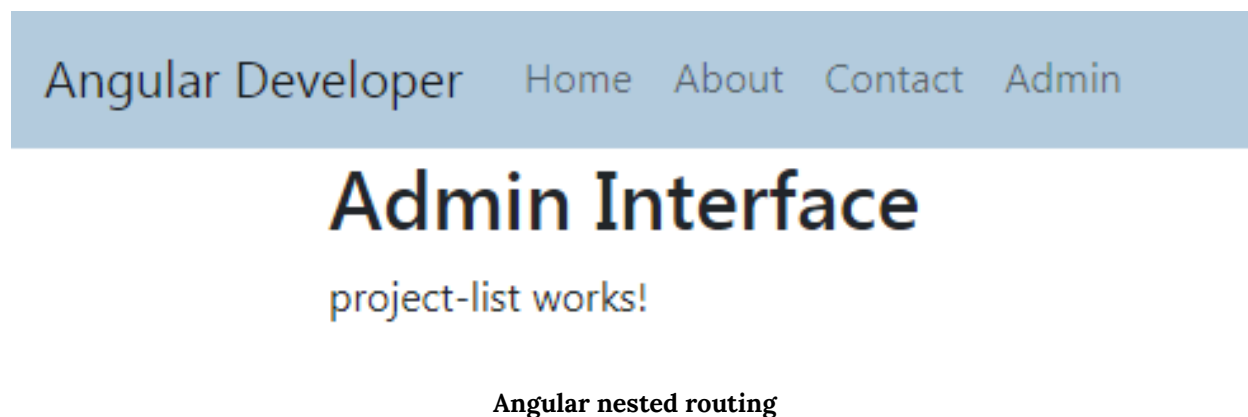 Angular Developer Home About Contact Admin
Admin Interface
project-list works!
Angular nested routing